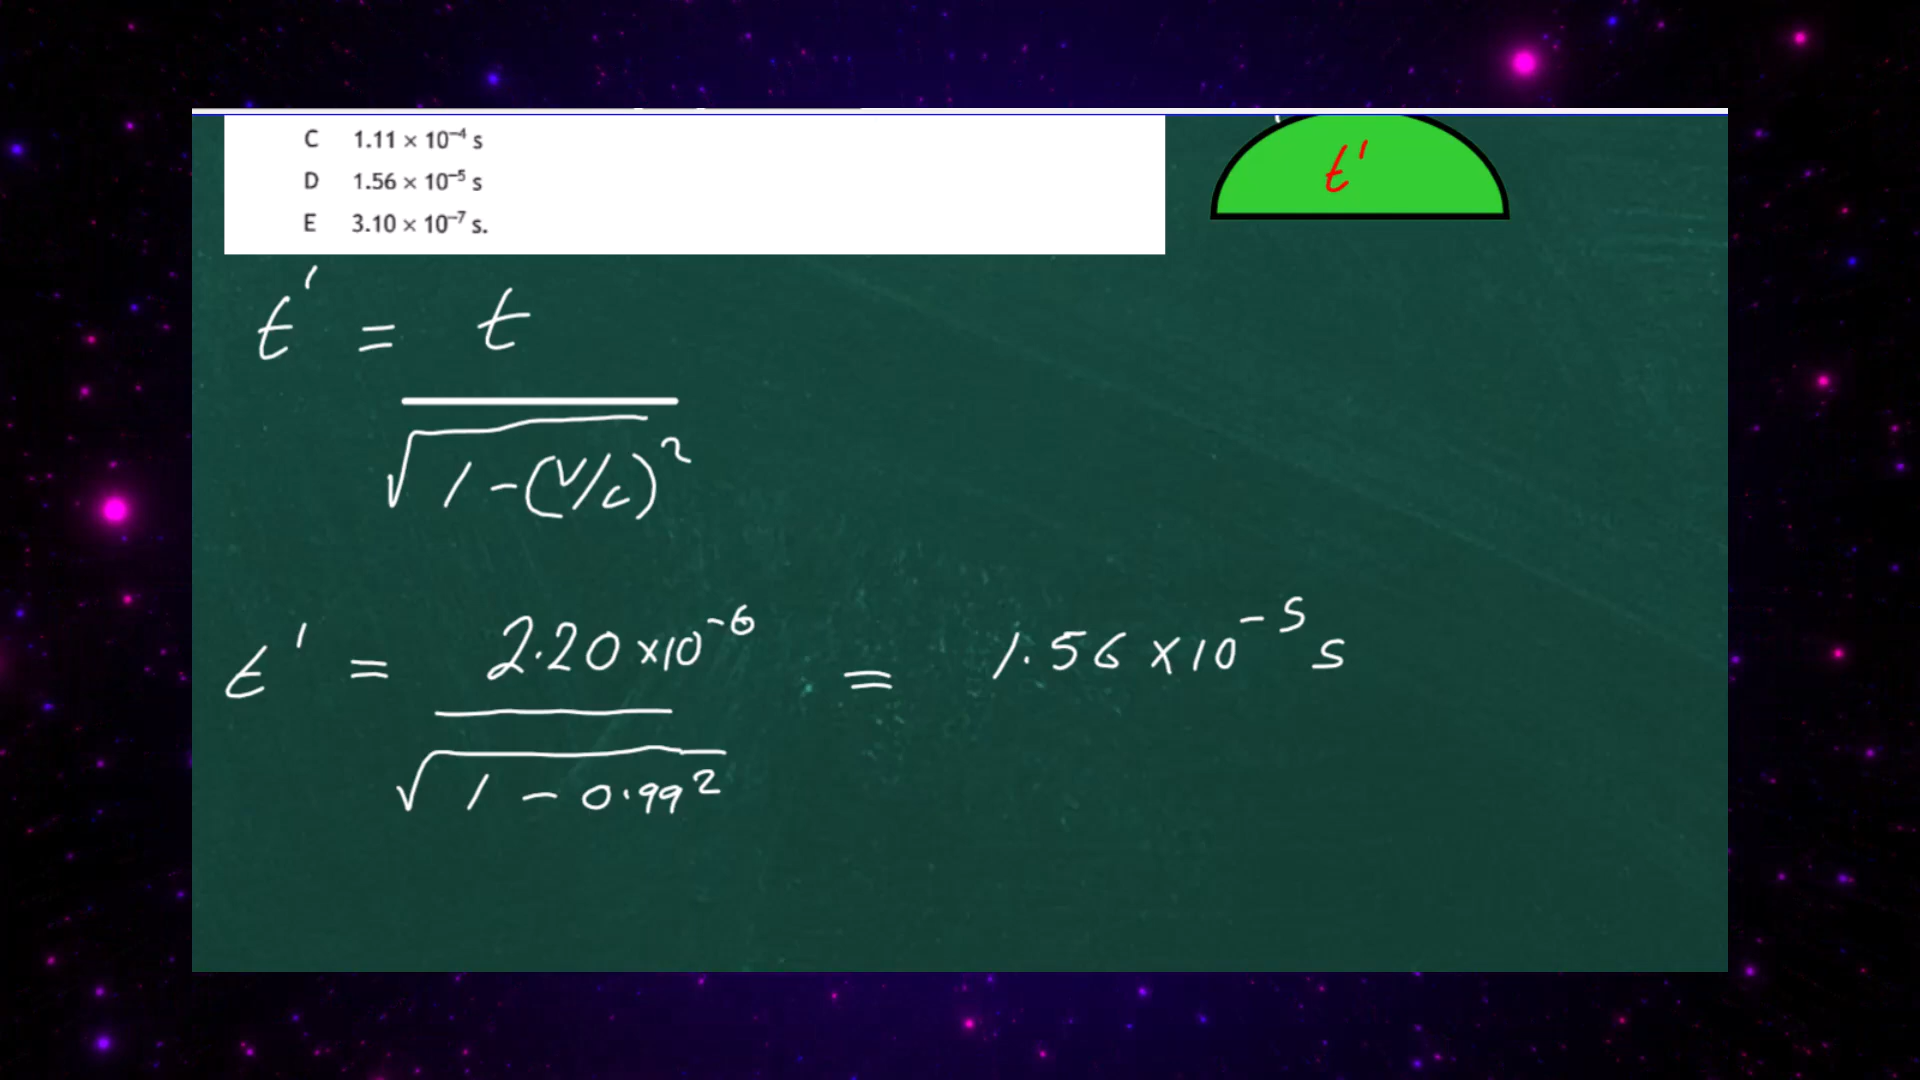 C 1.11 × 10⁻⁴ s
D 1.56 × 10⁻⁵ s
E 3.10 × 10⁻⁷ s.
t'
t' = t
√1-(v/c)²
t' = 2.20 ×10⁻⁶ = 1.56 ×10⁻⁵ s
√1 - 0.99²